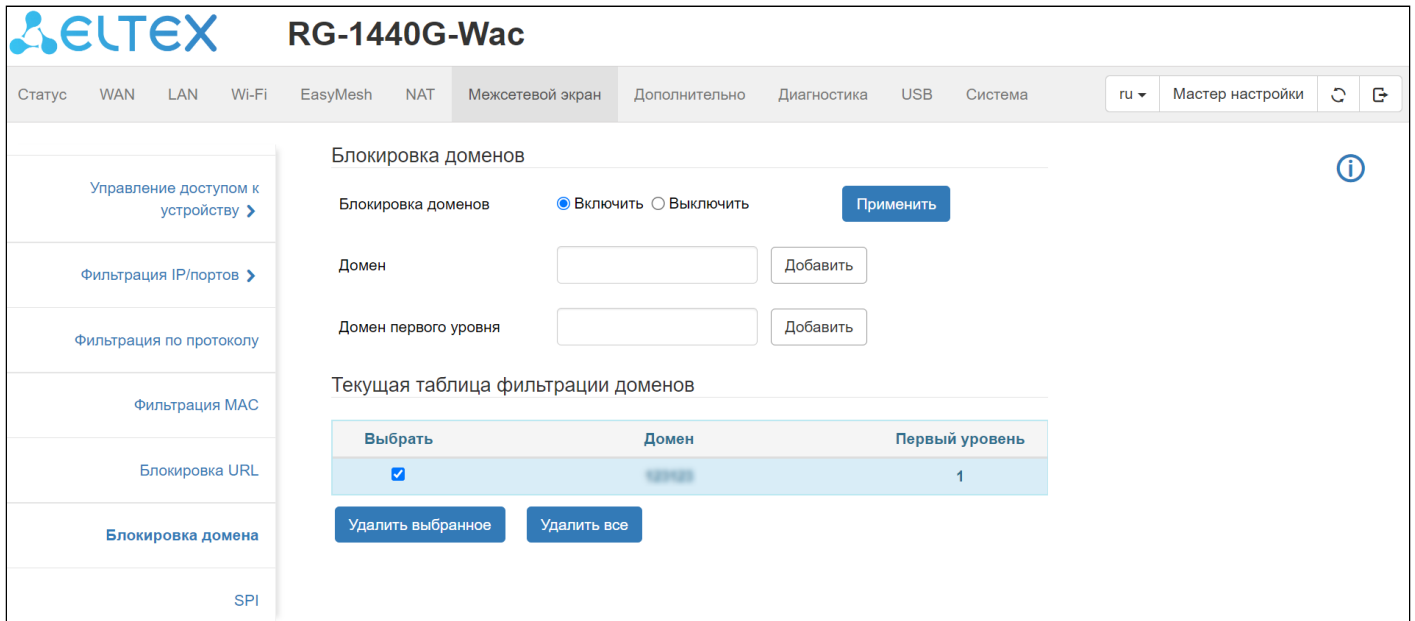 ELTEX RG-1440G-Wac
Статус WAN LAN Wi-Fi EasyMesh NAT Межсетевой экран Дополнительно Диагностика USB Система ru Мастер настройки
Управление доступом к
устройству
Фильтрация IP/портов
Фильтрация по протоколу
Фильтрация MAC
Блокировка URL
Блокировка домена
SPI
Блокировка доменов
Блокировка доменов Включить Выключить Применить
Домен Добавить
Домен первого уровня Добавить
Текущая таблица фильтрации доменов
Выбрать Домен Первый уровень
1
Удалить выбранное Удалить все